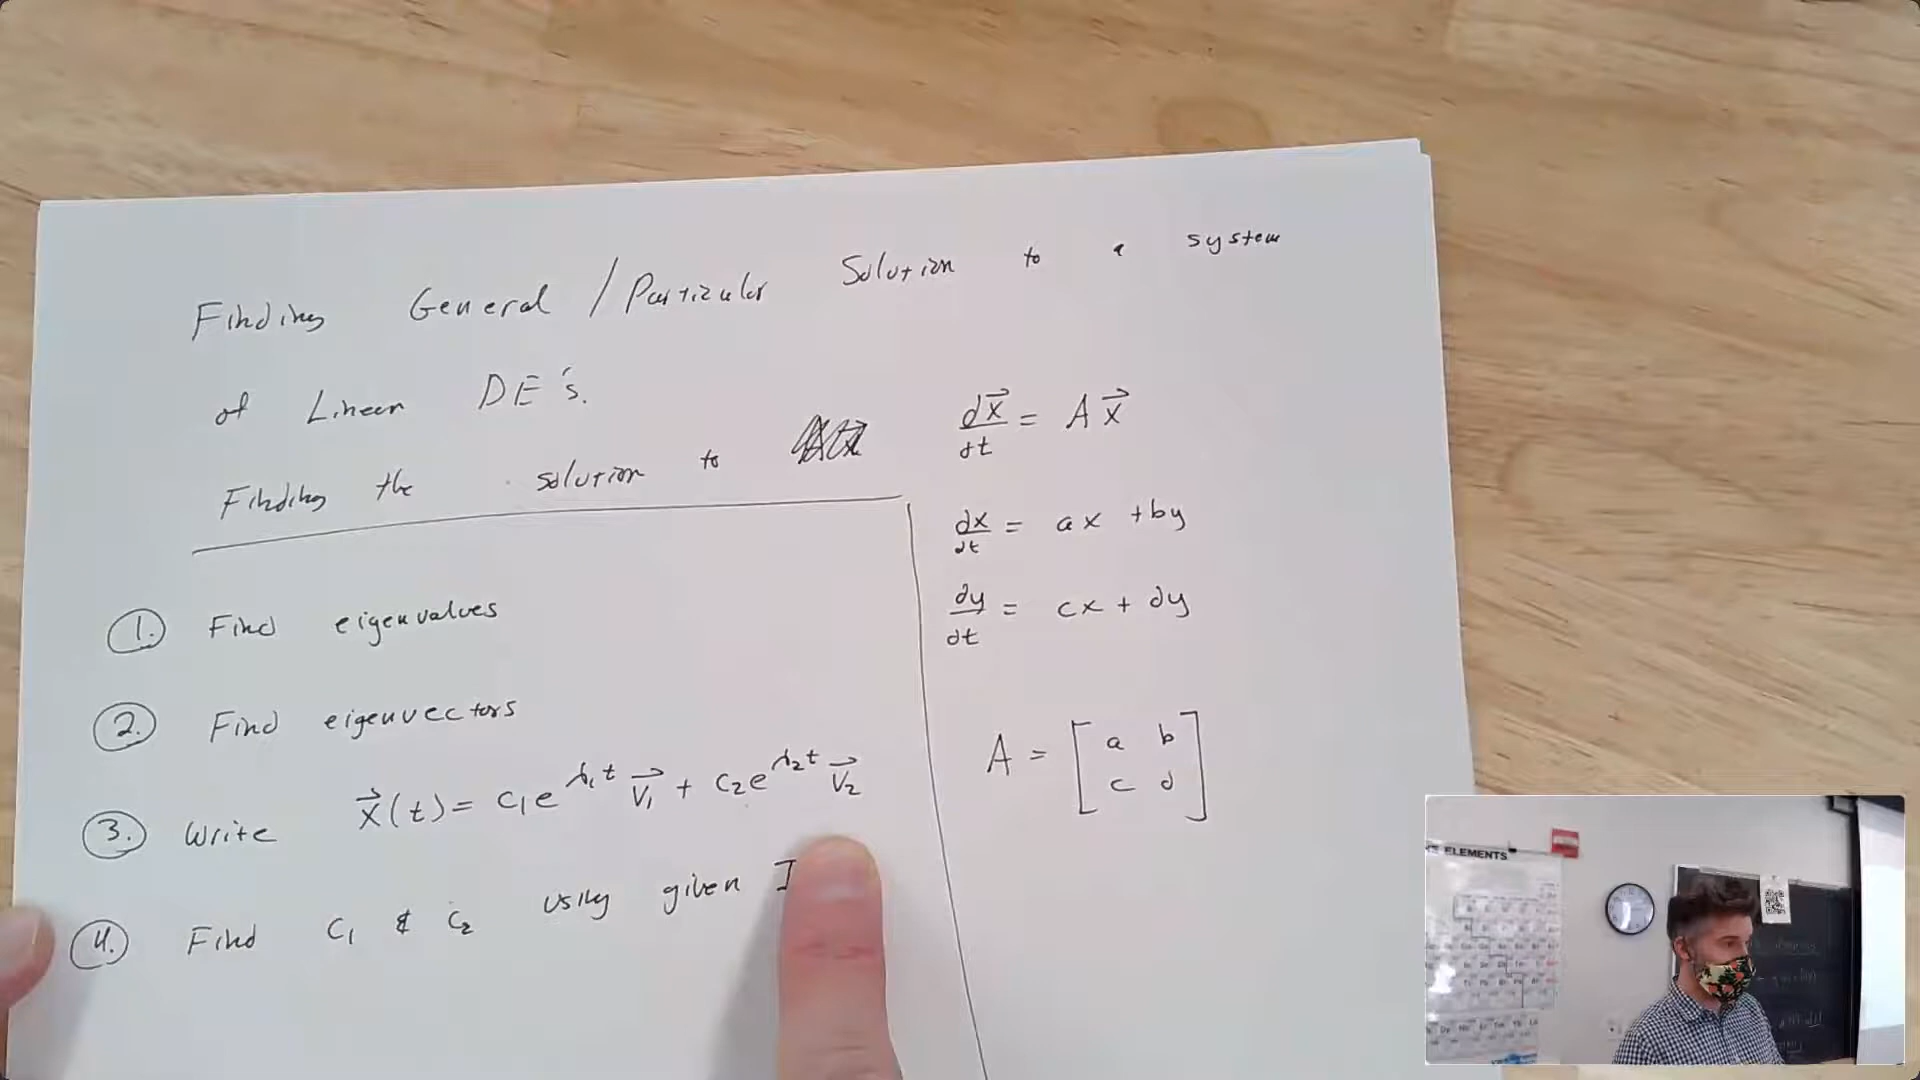 Finding General / Particular Solution to a system
of Linear DE's.
Finding the solution to
① Find eigenvalues
② Find eigenvectors
③ Write x⃗(t) = c₁e^λ₁t v⃗₁ + c₂e^λ₂t v⃗₂
④ Find c₁ & c₂ using given I
dx⃗/dt = Ax⃗
dx/dt = ax + by
dy/dt = cx + dy
A = [a b
c d]
ELEMENTS